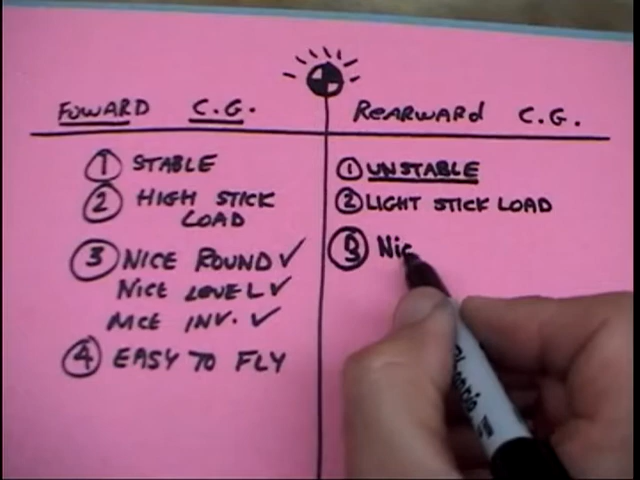 FOWARD C.G.
① STABLE
② HIGH STICK
LOAD
③ NICE ROUND ✓
NICE LEVEL ✓
NICE INV. ✓
④ EASY TO FLY
REARWARD C.G.
① UNSTABLE
② LIGHT STICK LOAD
③ Nic
Sharpie